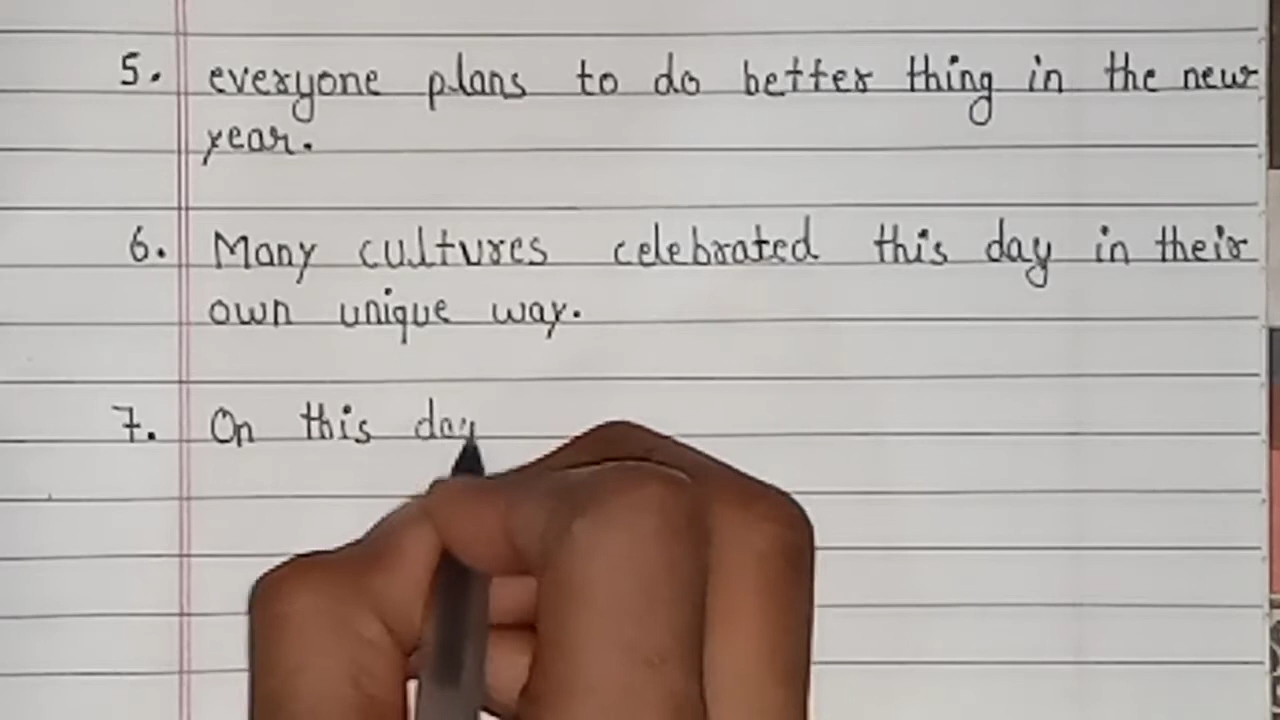 5. everyone plans to do better thing in the new
year.
6. Many cultures celebrated this day in their
own unique way.
7. On this day